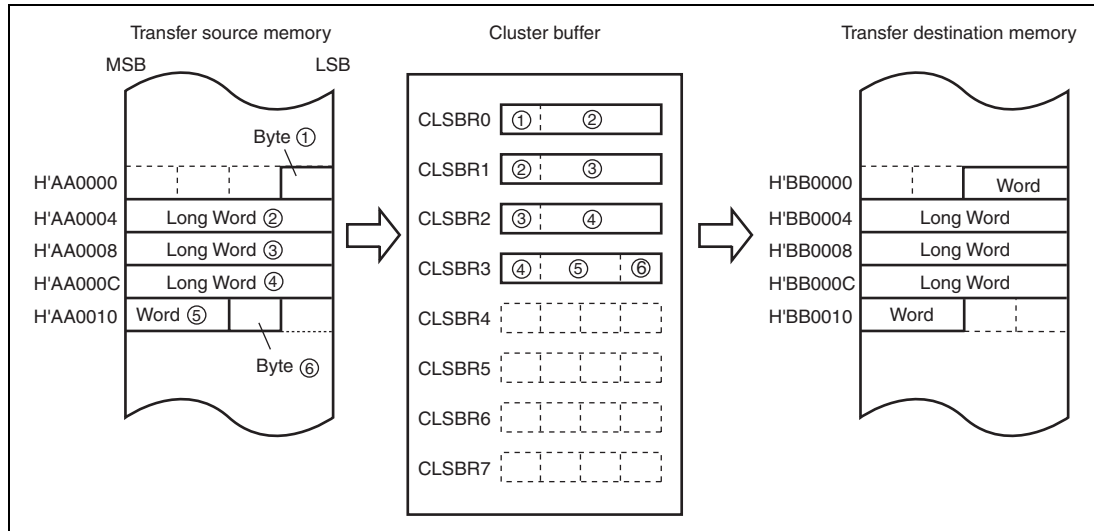 Transfer source memory
Cluster buffer
Transfer destination memory
MSB
LSB
Byte ①
H'AA0000
H'AA0004
Long Word ②
H'AA0008
Long Word ③
H'AA000C
Long Word ④
H'AA0010
Word ⑤
Byte ⑥
CLSBR0
①
②
CLSBR1
②
③
CLSBR2
③
④
CLSBR3
④
⑤
⑥
CLSBR4
CLSBR5
CLSBR6
CLSBR7
H'BB0000
Word
H'BB0004
Long Word
H'BB0008
Long Word
H'BB000C
Long Word
H'BB0010
Word